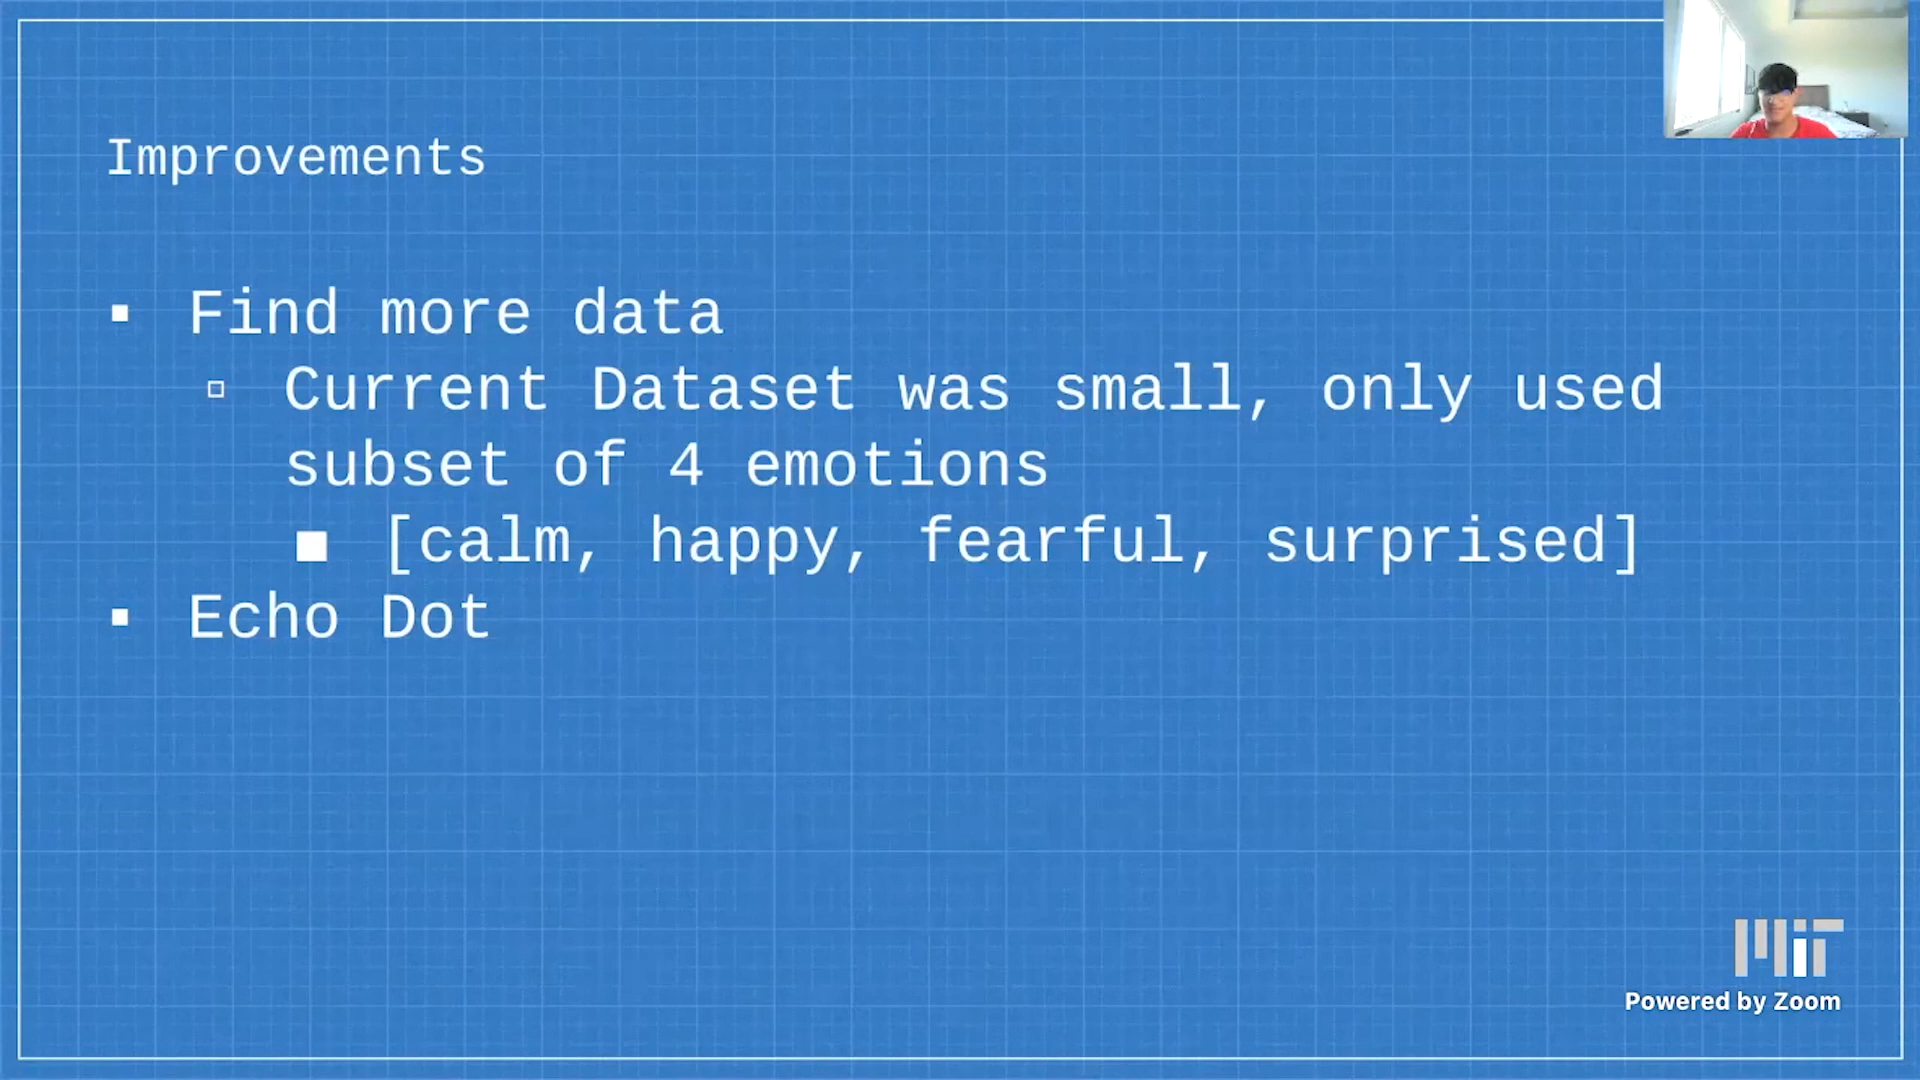 Improvements
▪ Find more data
▫ Current Dataset was small, only used
subset of 4 emotions
■ [calm, happy, fearful, surprised]
▪ Echo Dot
MIT
Powered by Zoom